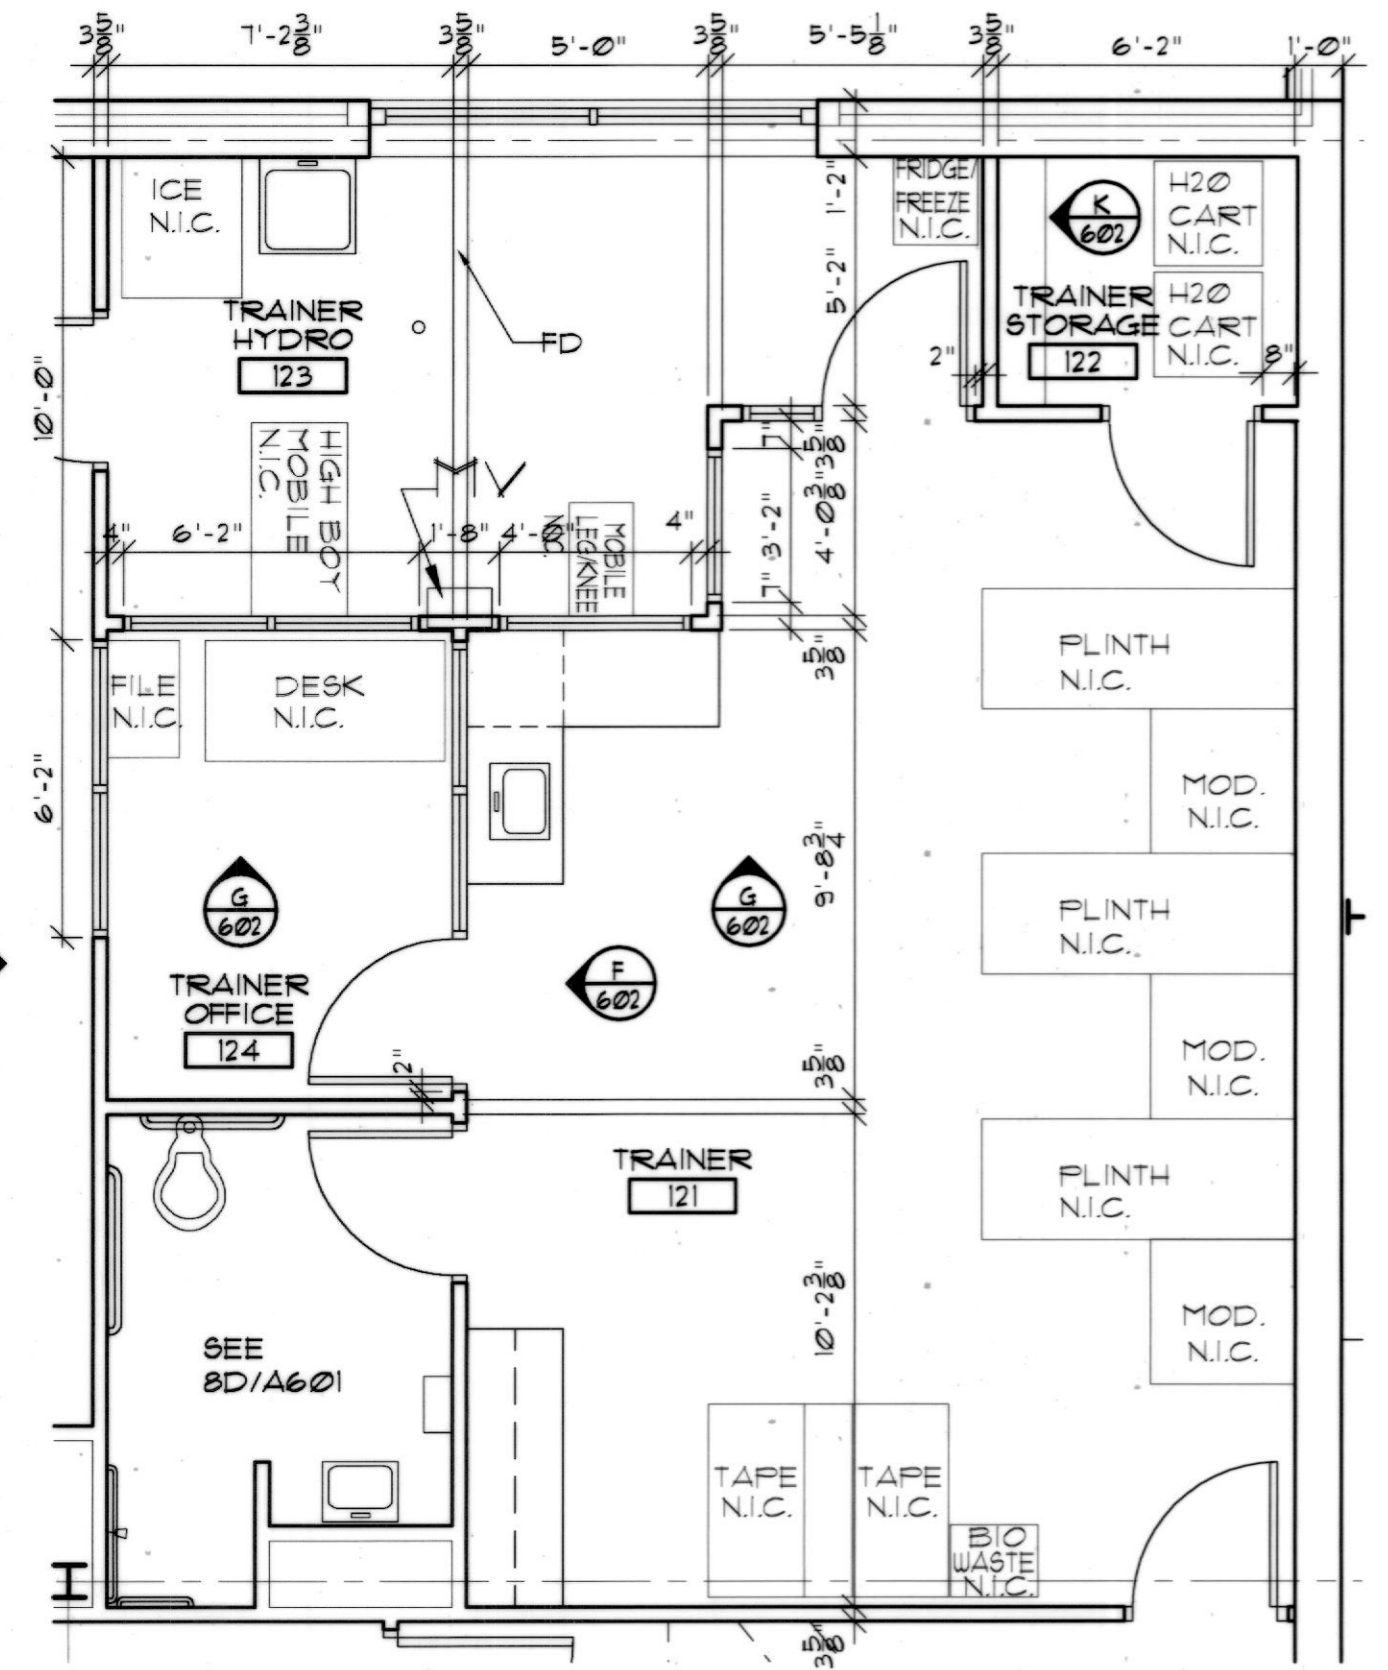 3 5/8"
7'-2 3/8"
3 5/8"
5'-0"
3 5/8"
5'-5 1/8"
3 5/8"
6'-2"
1'-0"
ICE
N.I.C.
FRIDGE/
FREEZE
N.I.C.
1'-2"
5'-2"
K
602
H2Ø
CART
N.I.C.
H2Ø
CART
N.I.C.
TRAINER
HYDRO
123
FD
TRAINER
STORAGE
122
2"
8"
10'-0"
HIGH BOY
MOBILE
N.I.C.
4"
6'-2"
1'-8"
4'-0"
4"
MOBILE
LEG/KNEE
N.I.C.
7"
3'-2"
7"
3 5/8"
4'-0 3/8"
3 5/8"
FILE
N.I.C.
DESK
N.I.C.
6'-2"
PLINTH
N.I.C.
MOD.
N.I.C.
9'-8 3/4"
G
602
G
602
F
602
PLINTH
N.I.C.
TRAINER
OFFICE
124
2"
3 5/8"
MOD.
N.I.C.
TRAINER
121
PLINTH
N.I.C.
10'-2 3/8"
MOD.
N.I.C.
SEE
8D/A601
TAPE
N.I.C.
TAPE
N.I.C.
BIO
WASTE
N.I.C.
3 5/8"